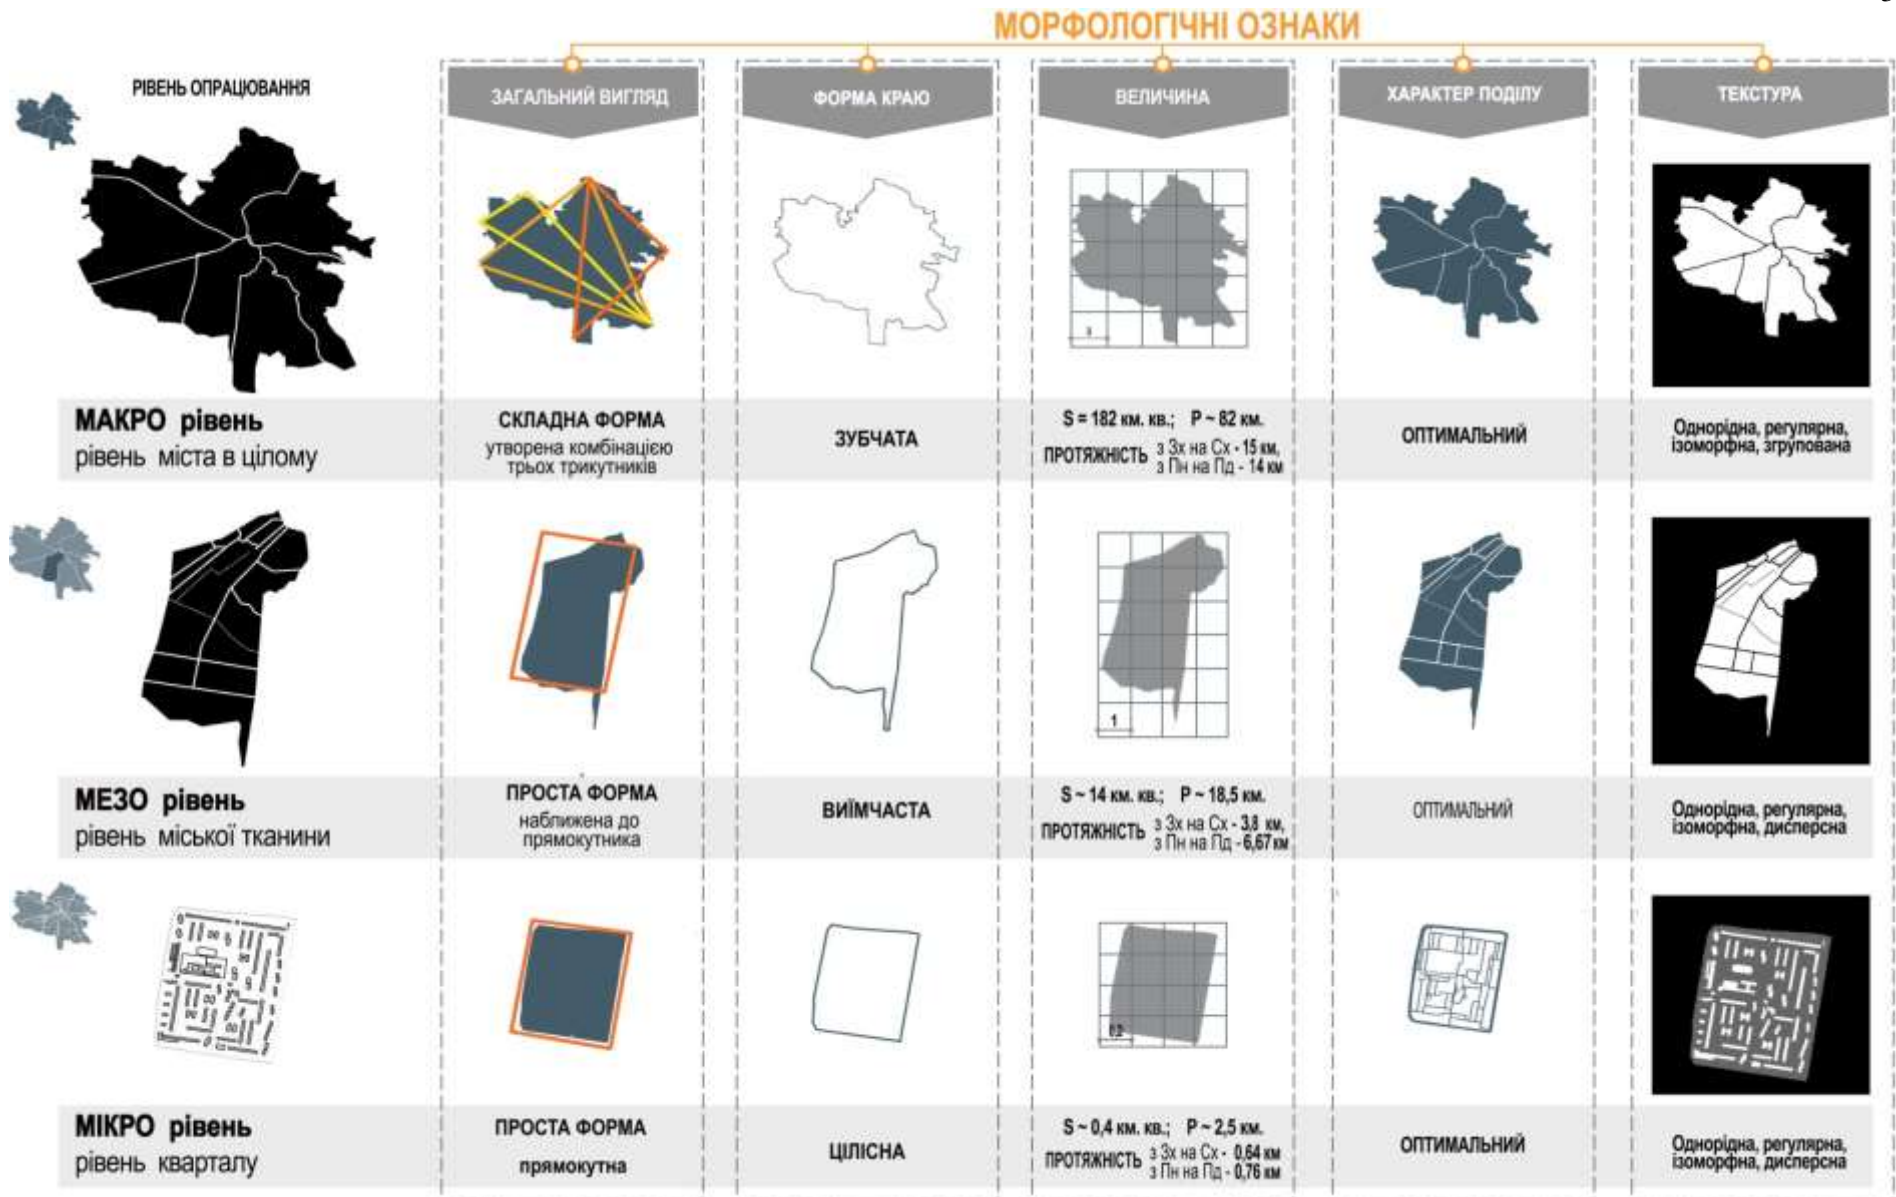 МОРФОЛОГІЧНІ ОЗНАКИ
РІВЕНЬ ОПРАЦЮВАННЯ
ЗАГАЛЬНИЙ ВИГЛЯД
ФОРМА КРАЮ
ВЕЛИЧИНА
ХАРАКТЕР ПОДІЛУ
ТЕКСТУРА
МАКРО рівень
рівень міста в цілому
СКЛАДНА ФОРМА
утворена комбінацією
трьох трикутників
ЗУБЧАТА
S = 182 км. кв.; P ~ 82 км.
ПРОТЯЖНІСТЬ з Зх на Сх - 15 км,
з Пн на Пд - 14 км
ОПТИМАЛЬНИЙ
Однорідна, регулярна,
ізоморфна, згрупована
1
МЕЗО рівень
рівень міської тканини
ПРОСТА ФОРМА
наближена до
прямокутника
ВИЇМЧАСТА
S ~ 14 км. кв.; P ~ 18,5 км.
ПРОТЯЖНІСТЬ з Зх на Сх - 3,8 км,
з Пн на Пд - 6,67 км
ОПТИМАЛЬНИЙ
Однорідна, регулярна,
ізоморфна, дисперсна
0,2
МІКРО рівень
рівень кварталу
ПРОСТА ФОРМА
прямокутна
ЦІЛІСНА
S ~ 0,4 км. кв.; P ~ 2,5 км.
ПРОТЯЖНІСТЬ з Зх на Сх - 0,64 км
з Пн на Пд - 0,76 км
ОПТИМАЛЬНИЙ
Однорідна, регулярна,
ізоморфна, дисперсна